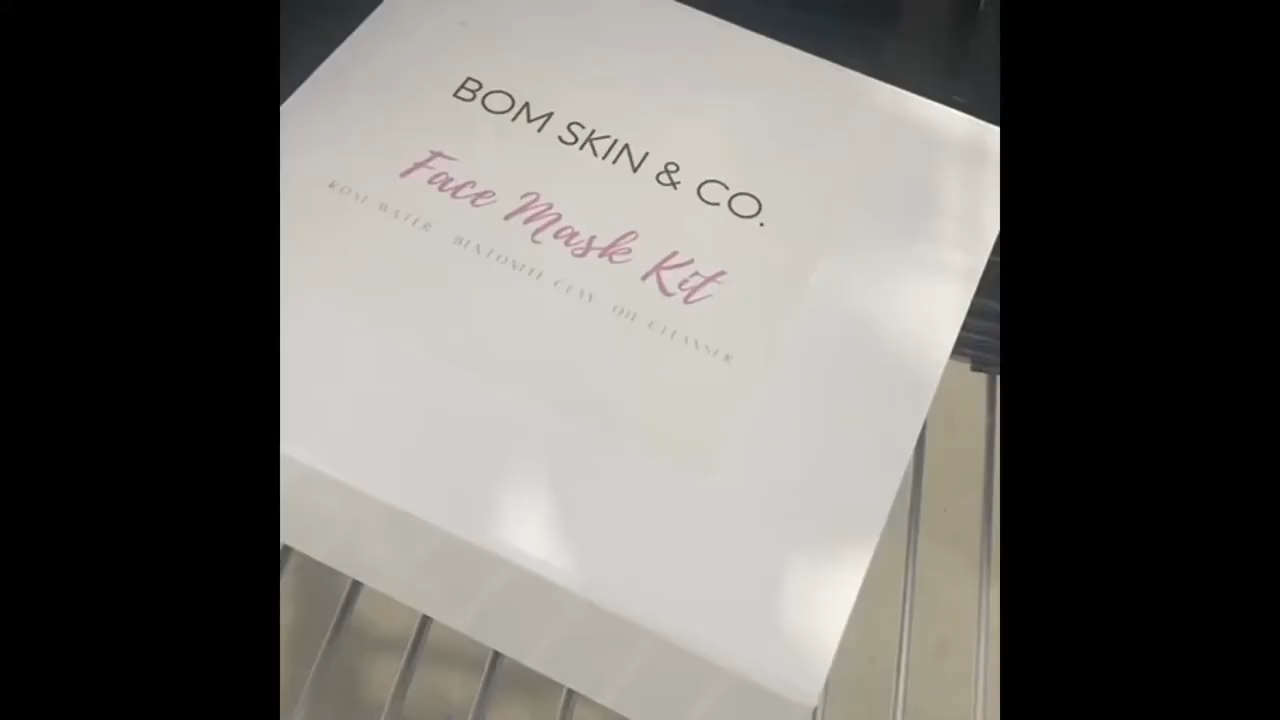 BOM SKIN & CO.
Face Mask Kit
ROSE WATER BENTONITE CLAY OIL CLEANSER